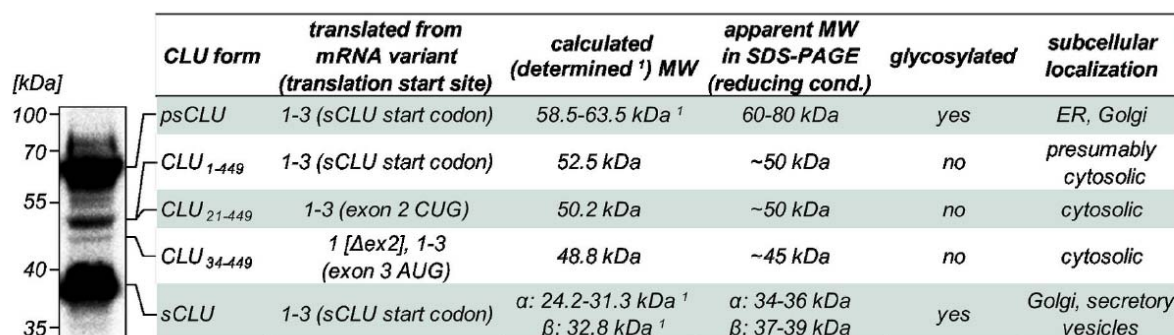 CLU form
translated from
mRNA variant
(translation start site)
calculated
(determined ¹) MW
apparent MW
in SDS-PAGE
(reducing cond.)
glycosylated
subcellular
localization
[kDa]
100
70
55
40
35
psCLU 1-3 (sCLU start codon) 58.5-63.5 kDa ¹ 60-80 kDa yes ER, Golgi
CLU 1-449 1-3 (sCLU start codon) 52.5 kDa ~50 kDa no presumably
cytosolic
CLU 21-449 1-3 (exon 2 CUG) 50.2 kDa ~50 kDa no cytosolic
CLU 34-449 1 [Δex2], 1-3
(exon 3 AUG) 48.8 kDa ~45 kDa no cytosolic
sCLU 1-3 (sCLU start codon) α: 24.2-31.3 kDa ¹ α: 34-36 kDa yes Golgi, secretory
β: 32.8 kDa ¹ β: 37-39 kDa vesicles